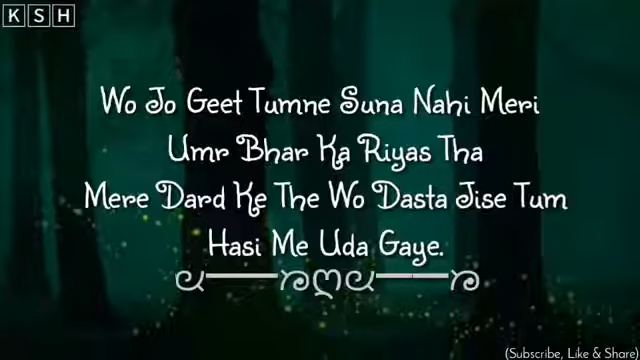 KSH
Wo Jo Geet Tumne Suna Nahi Meri
Umr Bhar Ka Riyas Tha
Mere Dard Ke The Wo Dasta Jise Tum
Hasi Me Uda Gaye.
(Subscribe, Like & Share)